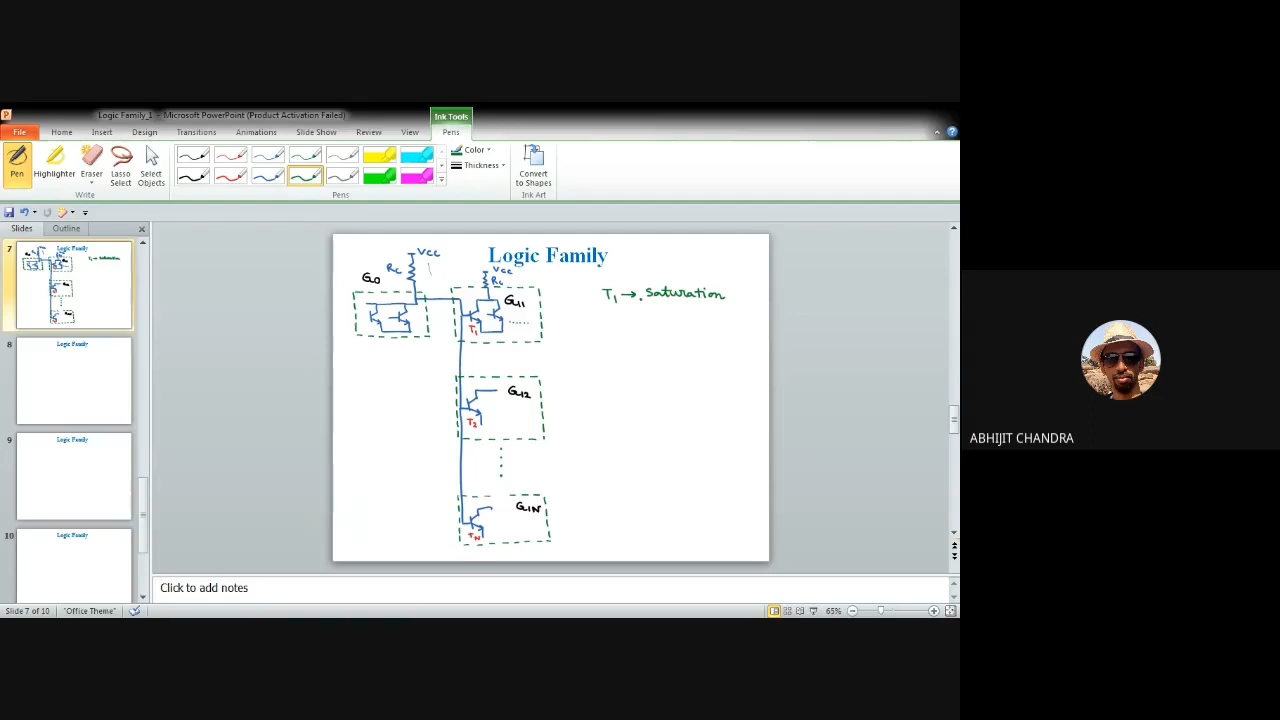 Logic Family_1 - Microsoft PowerPoint (Product Activation Failed)
Ink Tools
File Home Insert Design Transitions Animations Slide Show Review View Pens
Pen Highlighter Eraser Lasso Select Select Objects
Color
Thickness
Convert to Shapes
Write Pens Ink Art
Slides Outline
7 Logic Family
8 Logic Family
9 Logic Family
10 Logic Family
Logic Family
VCC
RC
G0
VCC
RC
G11
T1
T1 → Saturation
G12
T2
G1N
TN
Click to add notes
Slide 7 of 10 "Office Theme" 65%
ABHIJIT CHANDRA